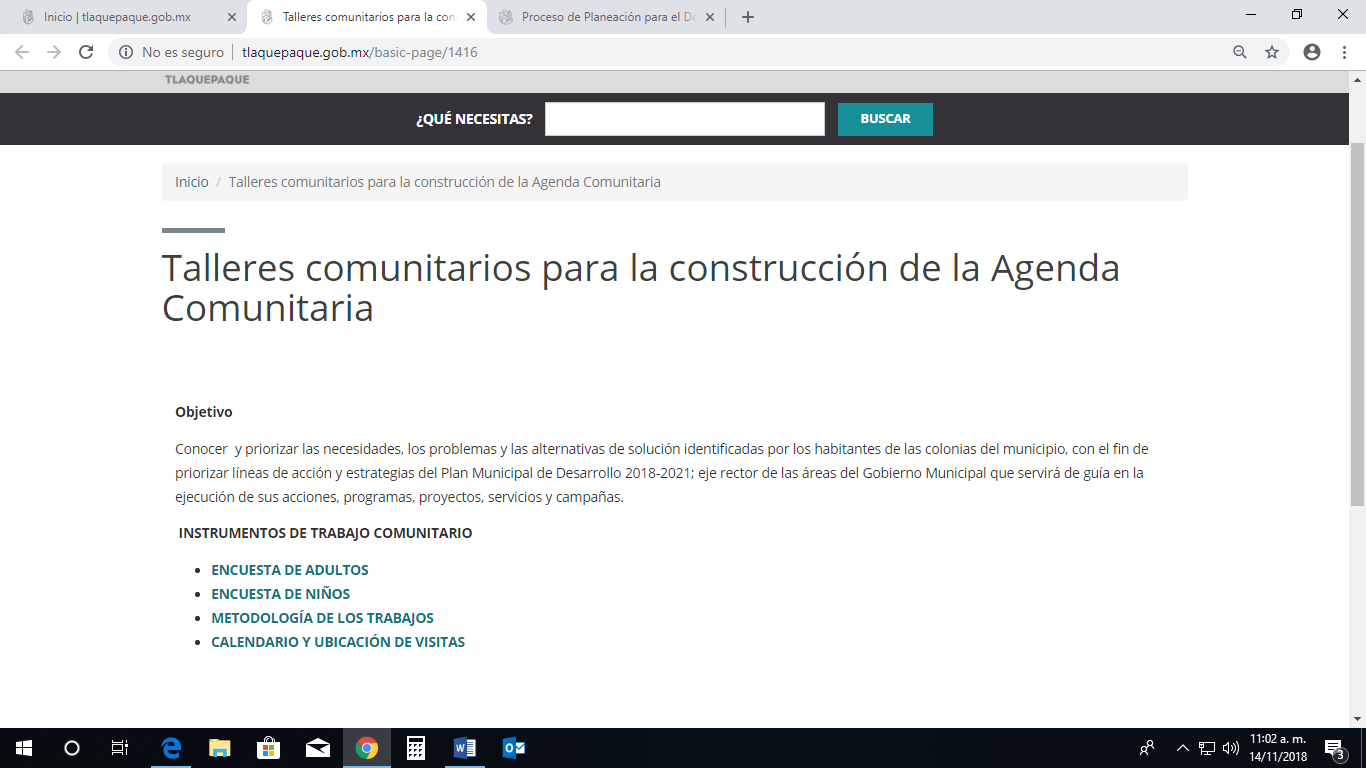 Inicio | tlaquepaque.gob.mx
Talleres comunitarios para la con
Proceso de Planeación para el De
No es seguro
tlaquepaque.gob.mx/basic-page/1416
TLAQUEPAQUE
¿QUÉ NECESITAS?
BUSCAR
Inicio / Talleres comunitarios para la construcción de la Agenda Comunitaria
Talleres comunitarios para la construcción de la Agenda
Comunitaria
Objetivo
Conocer y priorizar las necesidades, los problemas y las alternativas de solución identificadas por los habitantes de las colonias del municipio, con el fin de
priorizar líneas de acción y estrategias del Plan Municipal de Desarrollo 2018-2021; eje rector de las áreas del Gobierno Municipal que servirá de guía en la
ejecución de sus acciones, programas, proyectos, servicios y campañas.
INSTRUMENTOS DE TRABAJO COMUNITARIO
• ENCUESTA DE ADULTOS
• ENCUESTA DE NIÑOS
• METODOLOGÍA DE LOS TRABAJOS
• CALENDARIO Y UBICACIÓN DE VISITAS
11:02 a. m.
14/11/2018
3